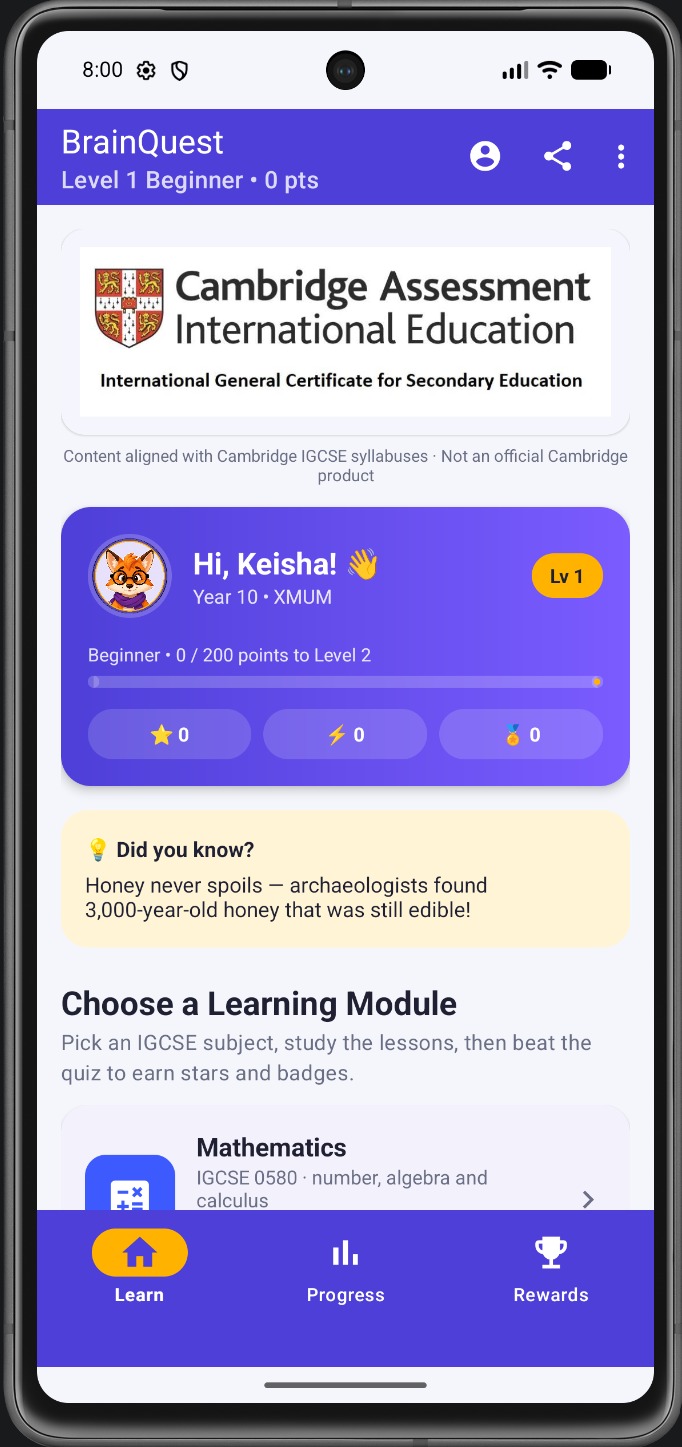 8:00
BrainQuest
Level 1 Beginner • 0 pts
Cambridge Assessment
International Education
International General Certificate for Secondary Education
Content aligned with Cambridge IGCSE syllabuses · Not an official Cambridge
product
Hi, Keisha! 👋
Year 10 • XMUM
Lv 1
Beginner • 0 / 200 points to Level 2
⭐ 0
⚡ 0
🏅 0
💡 Did you know?
Honey never spoils — archaeologists found
3,000-year-old honey that was still edible!
Choose a Learning Module
Pick an IGCSE subject, study the lessons, then beat the
quiz to earn stars and badges.
Mathematics
IGCSE 0580 · number, algebra and
calculus
Learn
Progress
Rewards